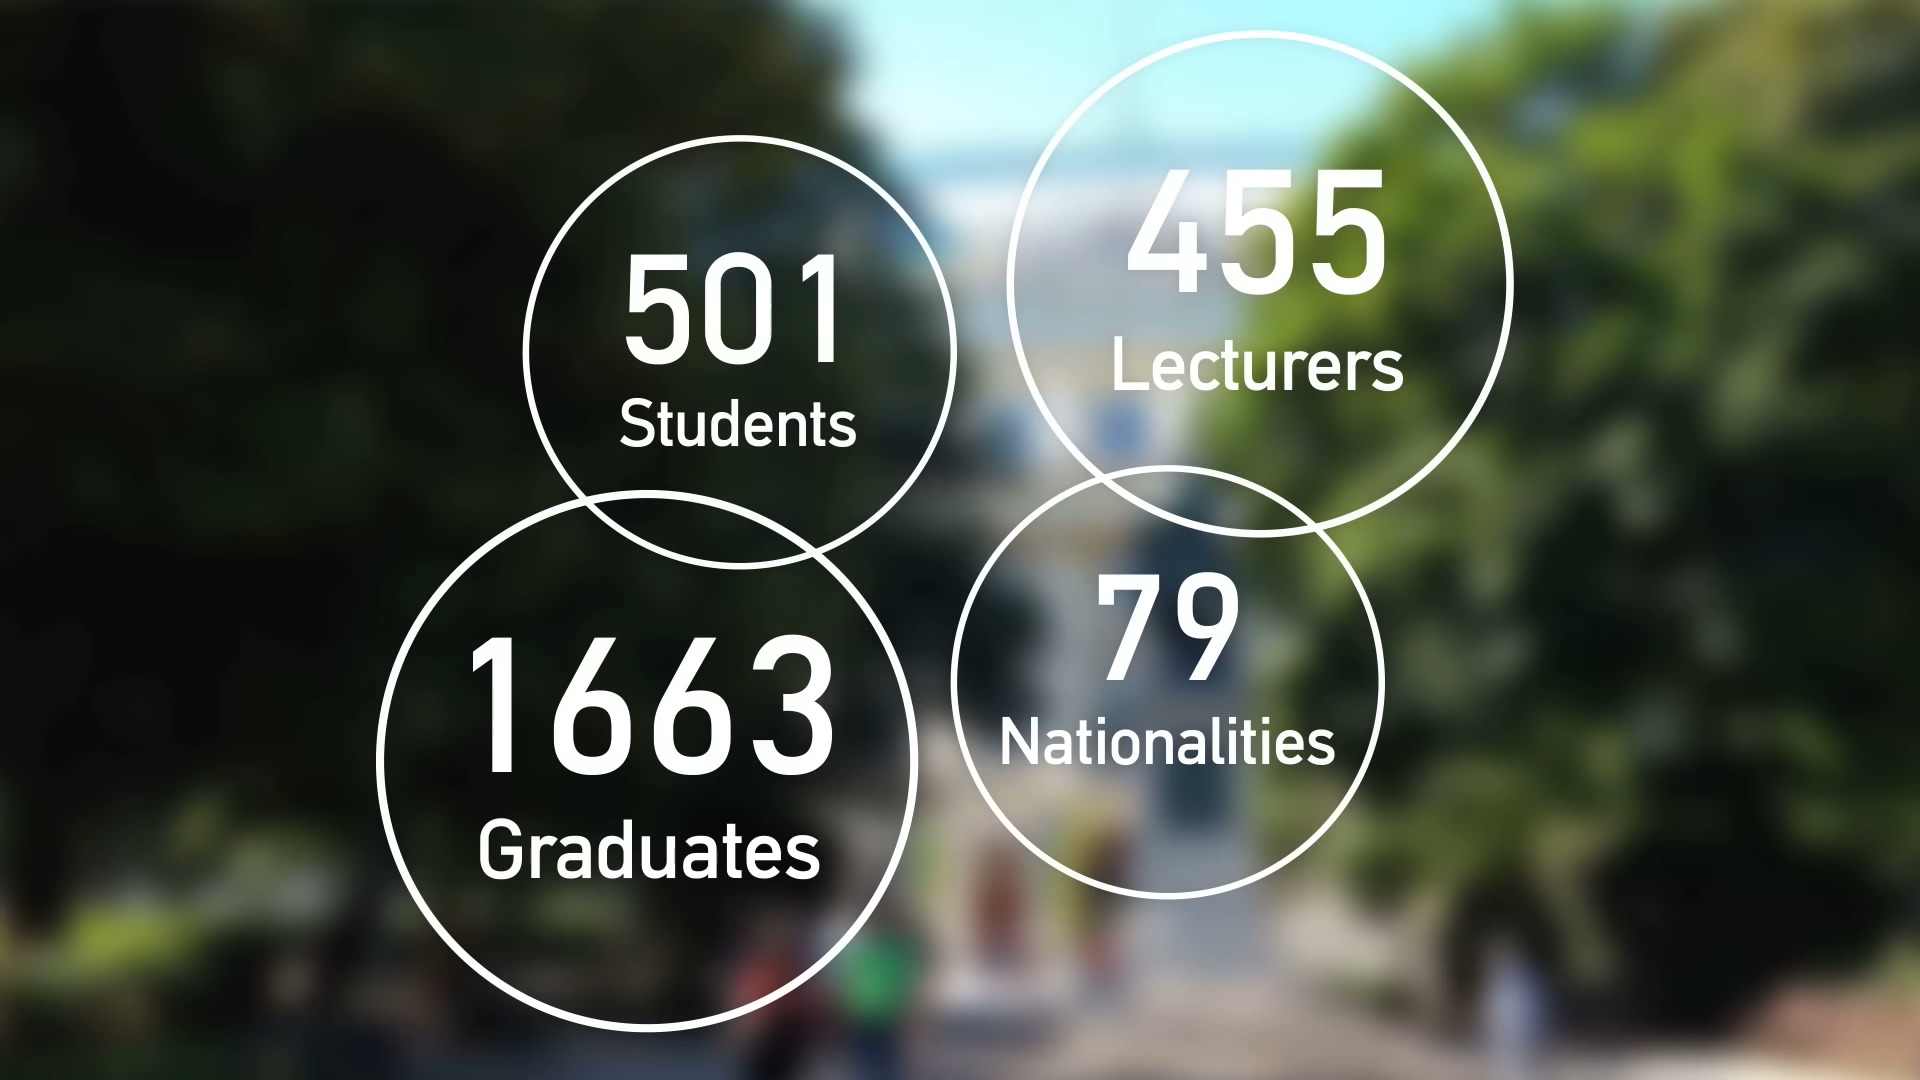 501
Students
455
Lecturers
1663
Graduates
79
Nationalities